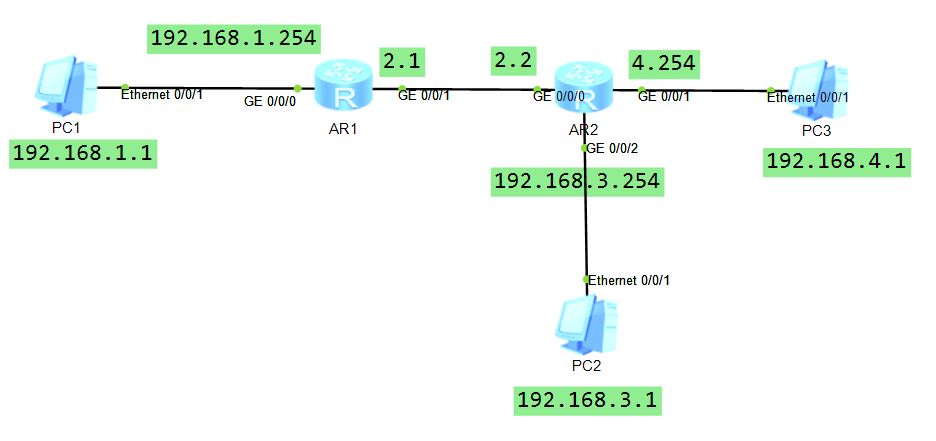 192.168.1.254
2.1
2.2
4.254
Ethernet 0/0/1
GE 0/0/0
R
GE 0/0/1
GE 0/0/0
R
GE 0/0/1
Ethernet 0/0/1
PC1
AR1
AR2
PC3
192.168.1.1
GE 0/0/2
192.168.4.1
192.168.3.254
Ethernet 0/0/1
PC2
192.168.3.1